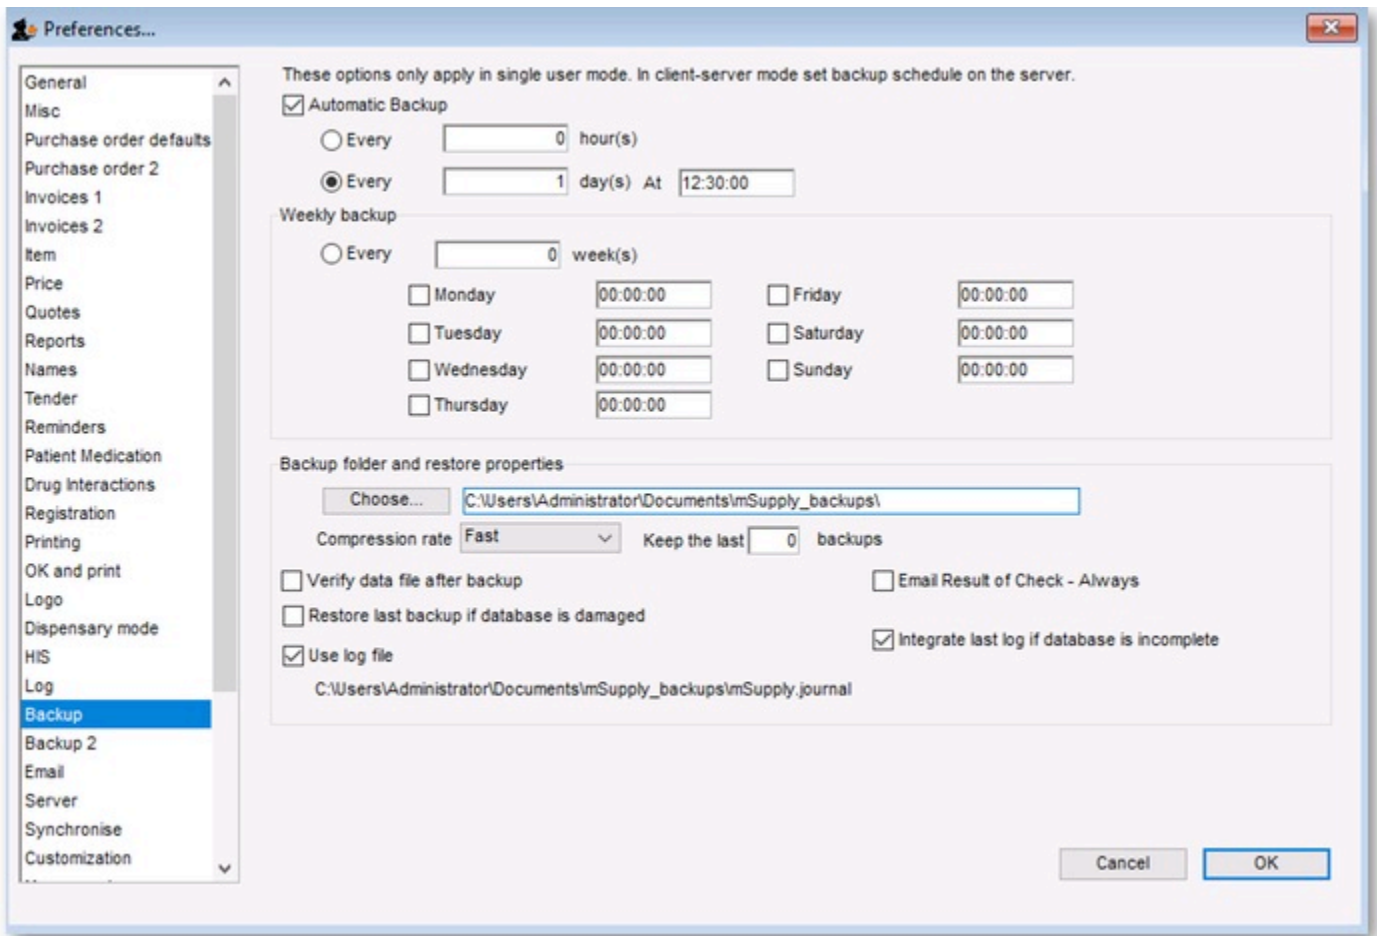 Preferences...
General
Misc
Purchase order defaults
Purchase order 2
Invoices 1
Invoices 2
Item
Price
Quotes
Reports
Names
Tender
Reminders
Patient Medication
Drug Interactions
Registration
Printing
OK and print
Logo
Dispensary mode
HIS
Log
Backup
Backup 2
Email
Server
Synchronise
Customization
These options only apply in single user mode. In client-server mode set backup schedule on the server.
Automatic Backup
Every 0 hour(s)
Every 1 day(s) At 12:30:00
Weekly backup
Every 0 week(s)
Monday 00:00:00 Friday 00:00:00
Tuesday 00:00:00 Saturday 00:00:00
Wednesday 00:00:00 Sunday 00:00:00
Thursday 00:00:00
Backup folder and restore properties
Choose... C:\Users\Administrator\Documents\mSupply_backups\
Compression rate Fast Keep the last 0 backups
Verify data file after backup Email Result of Check - Always
Restore last backup if database is damaged
Integrate last log if database is incomplete
Use log file
C:\Users\Administrator\Documents\mSupply_backups\mSupply.journal
Cancel OK